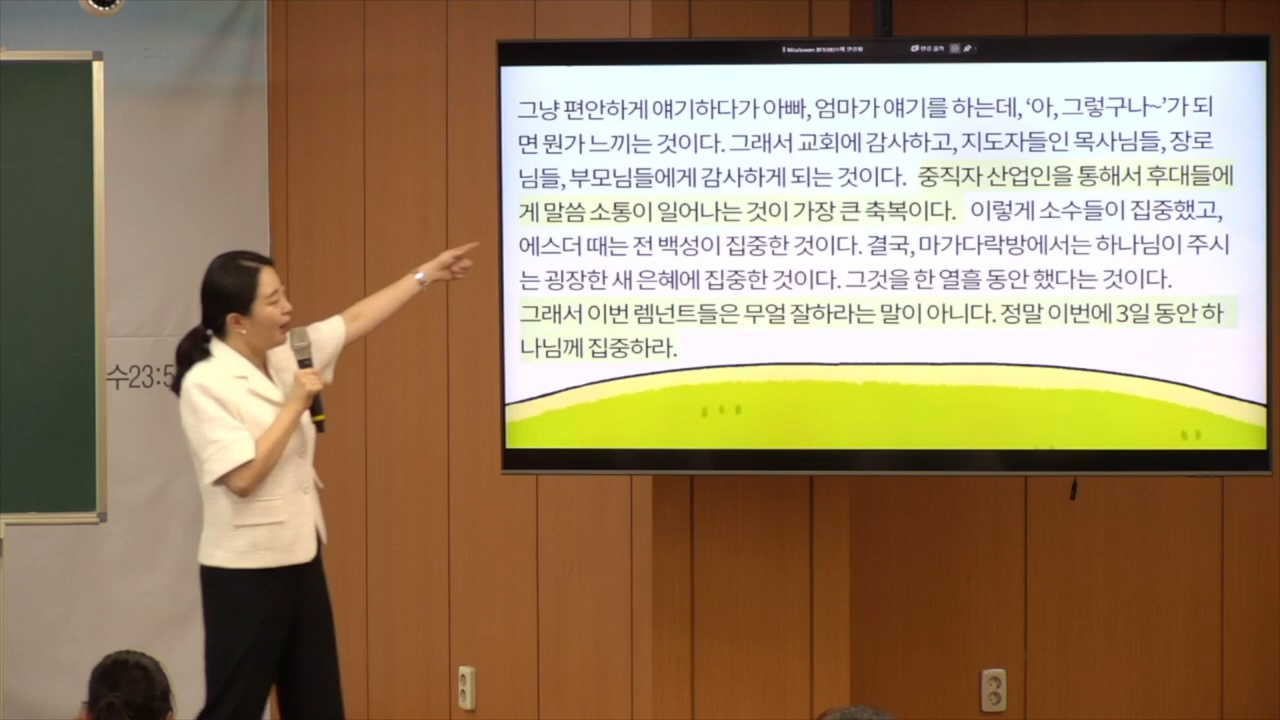 그냥 편안하게 얘기하다가 아빠, 엄마가 얘기를 하는데, ‘아, 그렇구나~’가 되
면 뭔가 느끼는 것이다. 그래서 교회에 감사하고, 지도자들인 목사님들, 장로
님들, 부모님들에게 감사하게 되는 것이다. 중직자 산업인을 통해서 후대들에
게 말씀 소통이 일어나는 것이 가장 큰 축복이다. 이렇게 소수들이 집중했고,
에스더 때는 전 백성이 집중한 것이다. 결국, 마가다락방에서는 하나님이 주시
는 굉장한 새 은혜에 집중한 것이다. 그것을 한 열흘 동안 했다는 것이다.
그래서 이번 렘넌트들은 무얼 잘하라는 말이 아니다. 정말 이번에 3일 동안 하
나님께 집중하라.
수23:5